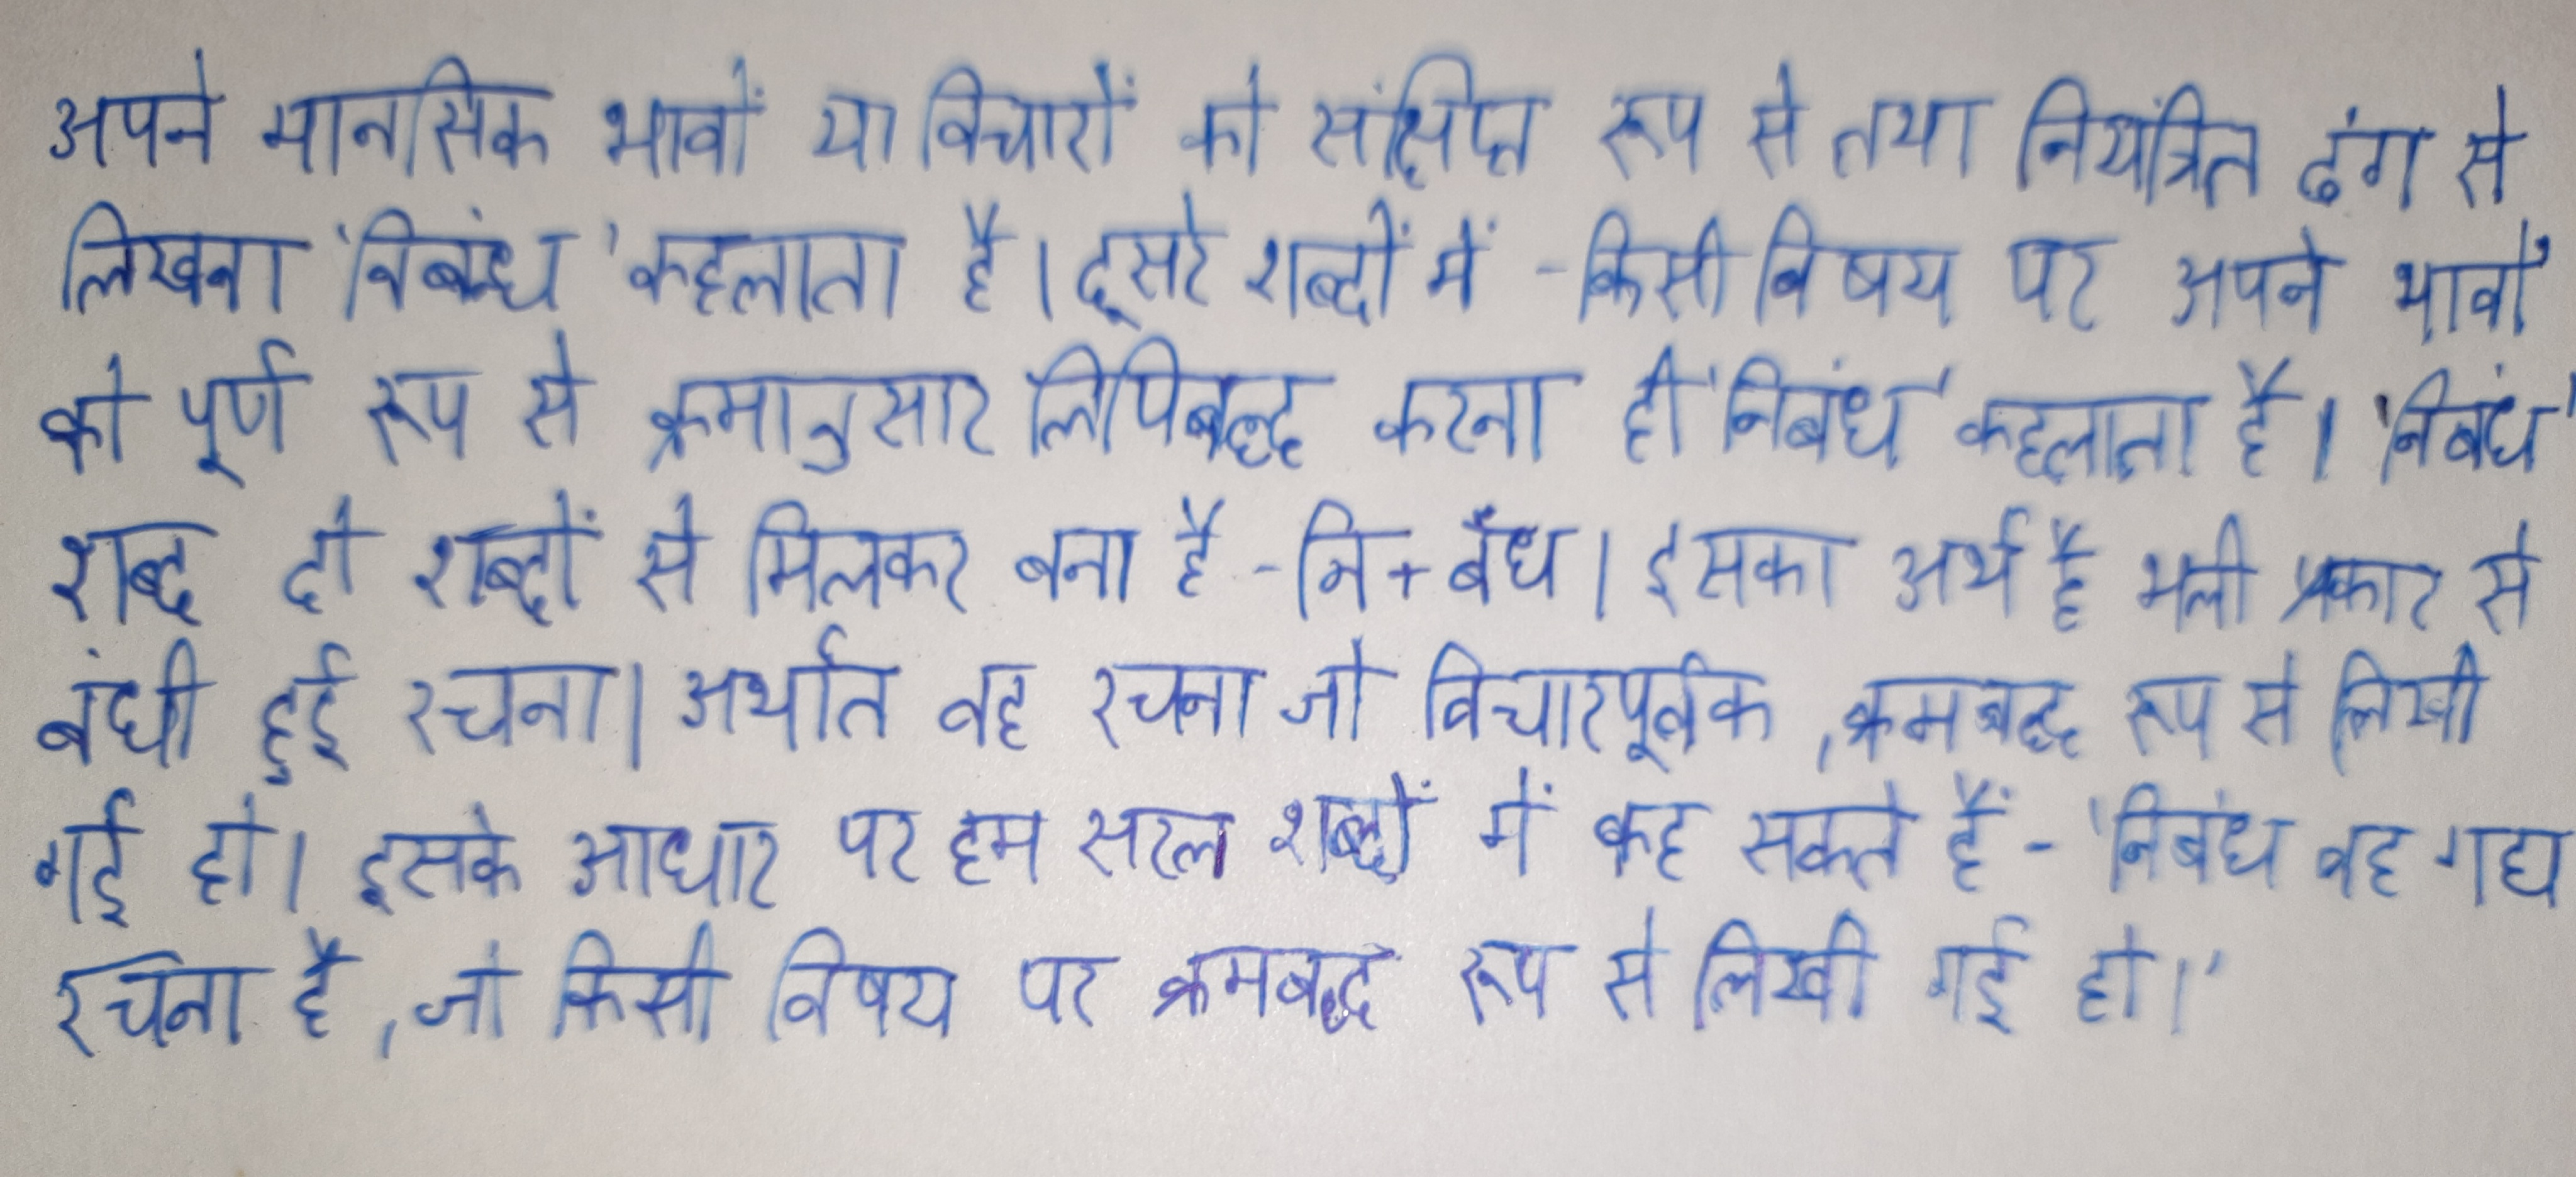 अपने मानसिक भावों या विचारों को संक्षिप्त रूप से तथा नियंत्रित ढंग से
लिखना 'निबंध' कहलाता है। दूसरे शब्दों में - किसी विषय पर अपने भावों
को पूर्ण रूप से क्रमानुसार लिपिबद्ध करना ही 'निबंध' कहलाता है। 'निबंध'
शब्द दो शब्दों से मिलकर बना है - नि + बंध। इसका अर्थ है भली प्रकार से
बंधी हुई रचना। अर्थात वह रचना जो विचारपूर्वक, क्रमबद्ध रूप से लिखी
गई हो। इसके आधार पर हम सरल शब्दों में कह सकते हैं - 'निबंध वह गद्य
रचना है, जो किसी विषय पर क्रमबद्ध रूप से लिखी गई हो।'